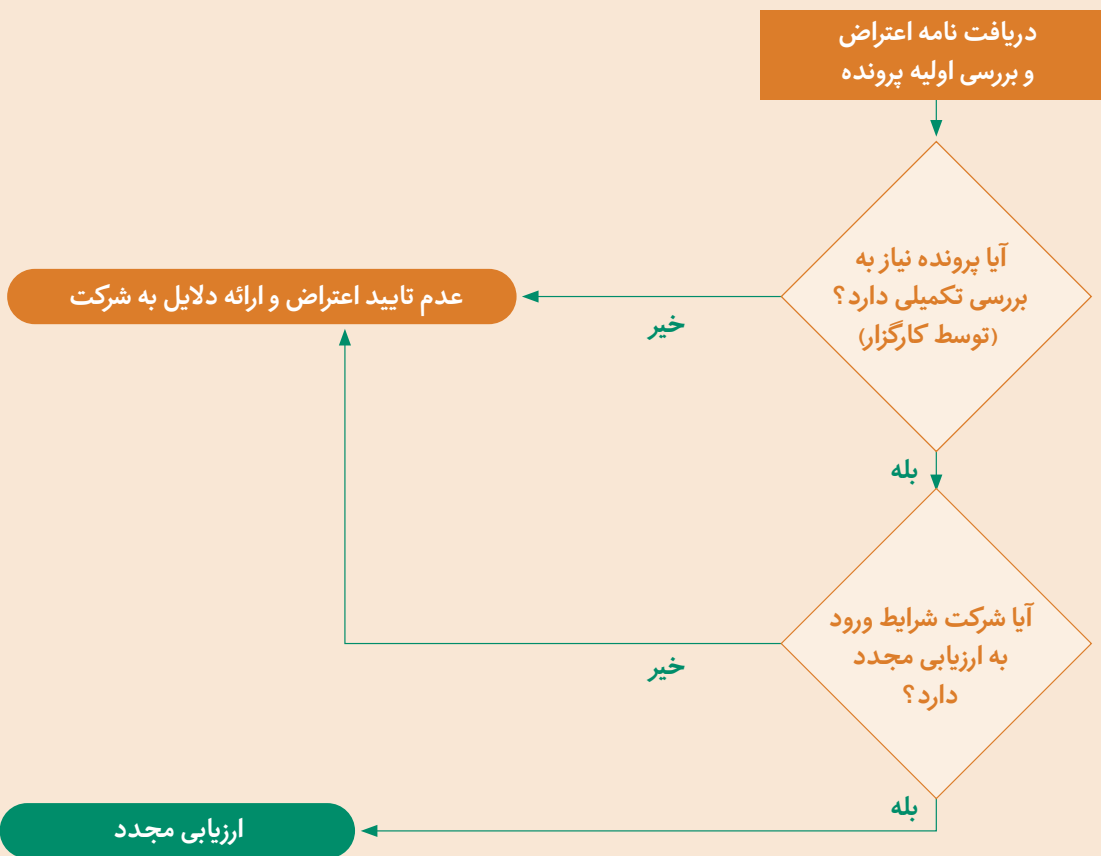 دریافت نامه اعتراض
و بررسی اولیه پرونده
آیا پرونده نیاز به
بررسی تکمیلی دارد؟
(توسط کارگزار)
خیر
عدم تایید اعتراض و ارائه دلایل به شرکت
بله
آیا شرکت شرایط ورود
به ارزیابی مجدد
دارد؟
خیر
بله
ارزیابی مجدد